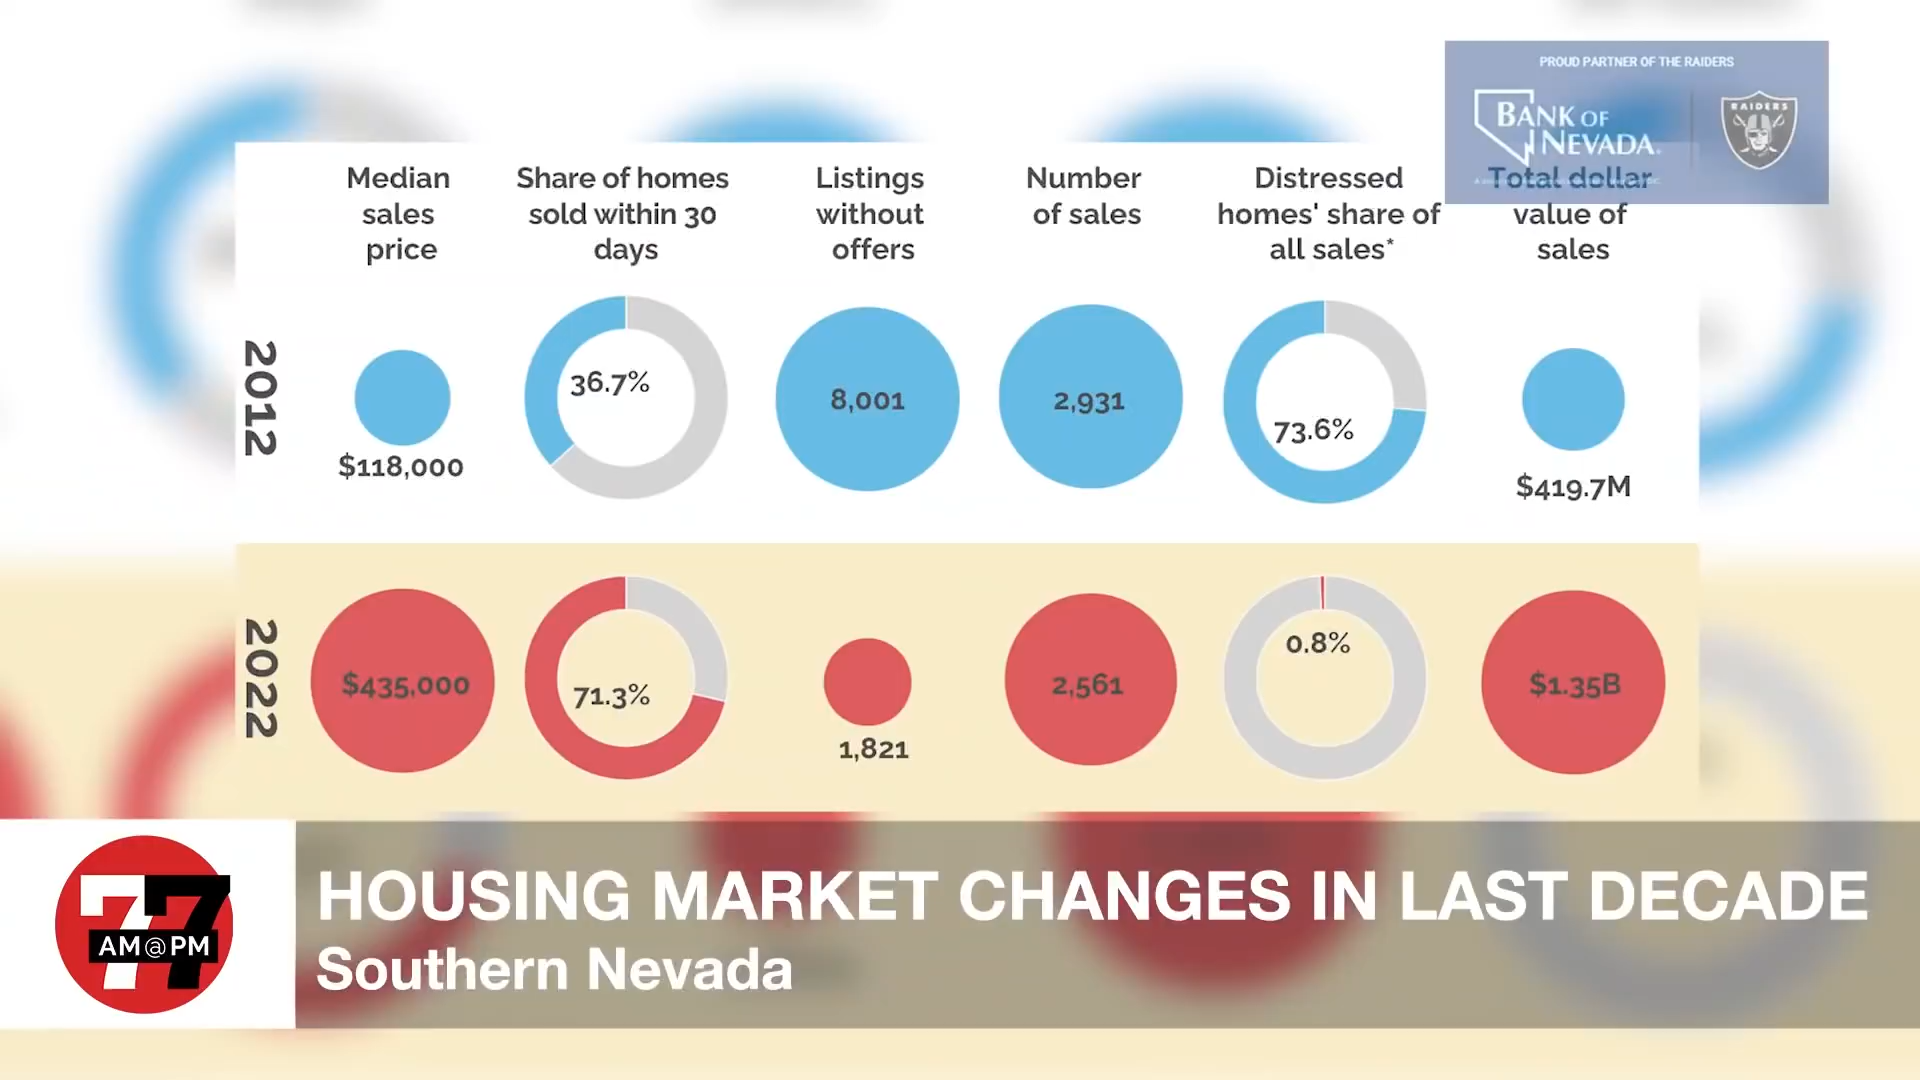 PROUD PARTNER OF THE RAIDERS
BANK OF
NEVADA.
RAIDERS
Median
sales
price
Share of homes
sold within 30
days
Listings
without
offers
Number
of sales
Distressed
homes' share of
all sales*
Total dollar
value of
sales
2012
$118,000
36.7%
8,001
2,931
73.6%
$419.7M
2022
$435,000
71.3%
1,821
2,561
0.8%
$1.35B
77
AM@PM
HOUSING MARKET CHANGES IN LAST DECADE
Southern Nevada